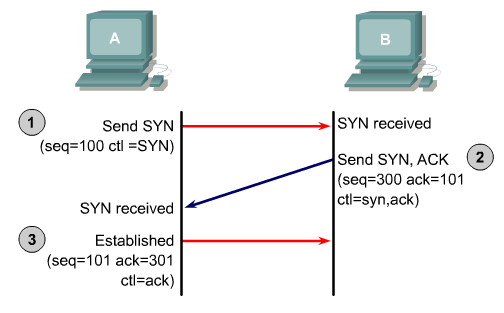 A
B
1
Send SYN
(seq=100 ctl =SYN)
SYN received
Send SYN, ACK
2
(seq=300 ack=101
ctl=syn,ack)
SYN received
3
Established
(seq=101 ack=301
ctl=ack)